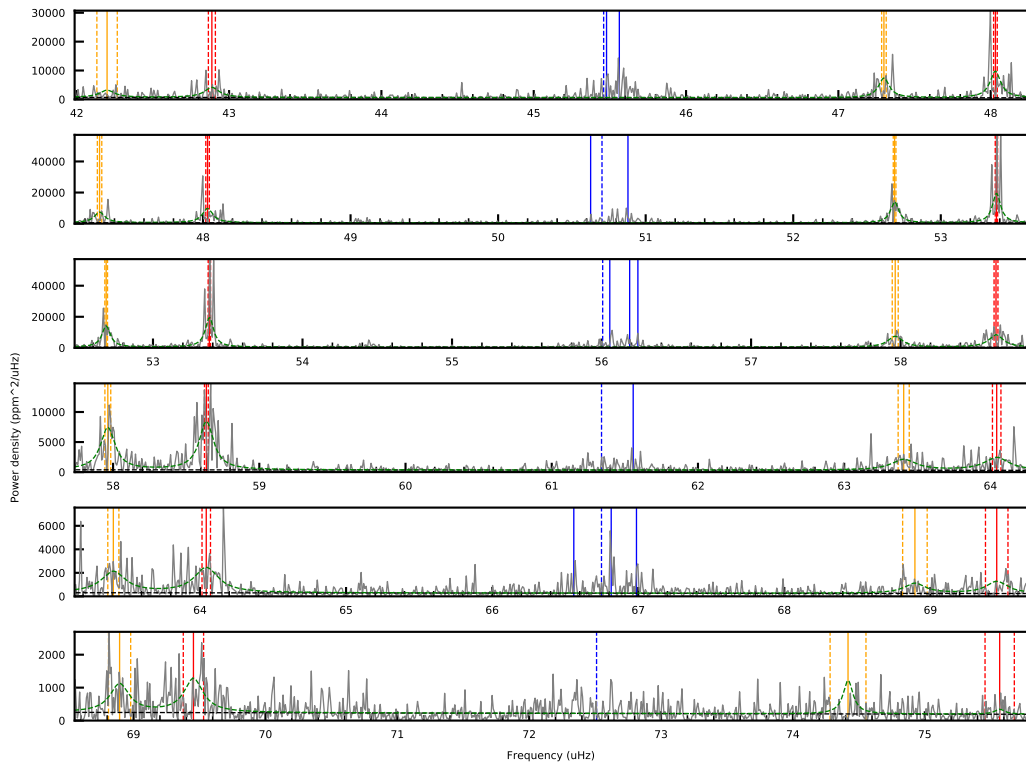 30000
20000
10000
0
42 43 44 45 46 47 48
40000
20000
0
48 49 50 51 52 53
40000
20000
0
53 54 55 56 57 58
Power density (ppm^2/uHz)
10000
5000
0
58 59 60 61 62 63 64
6000
4000
2000
0
64 65 66 67 68 69
2000
1000
0
69 70 71 72 73 74 75
Frequency (uHz)